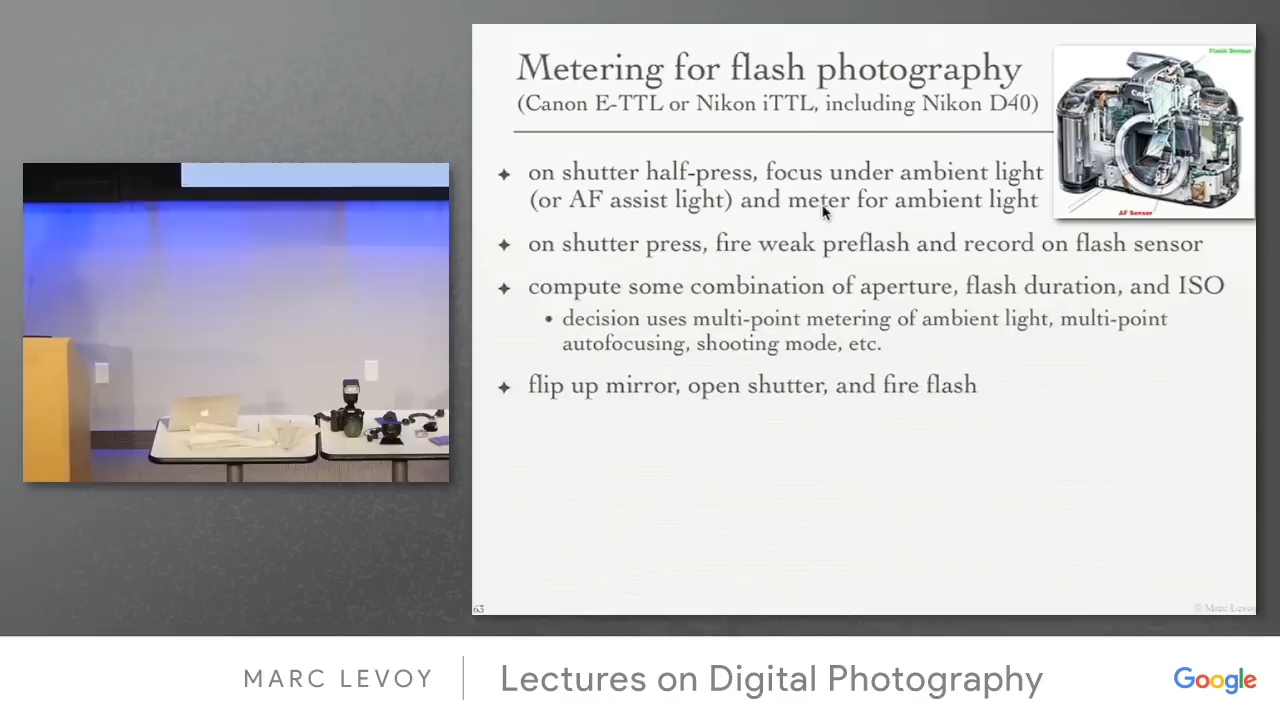 Metering for flash photography
(Canon E-TTL or Nikon iTTL, including Nikon D40)
Flash Sensor
AF Sensor
✦ on shutter half-press, focus under ambient light
(or AF assist light) and meter for ambient light
✦ on shutter press, fire weak preflash and record on flash sensor
✦ compute some combination of aperture, flash duration, and ISO
• decision uses multi-point metering of ambient light, multi-point
autofocusing, shooting mode, etc.
✦ flip up mirror, open shutter, and fire flash
63
© Marc Levoy
MARC LEVOY
Lectures on Digital Photography
Google